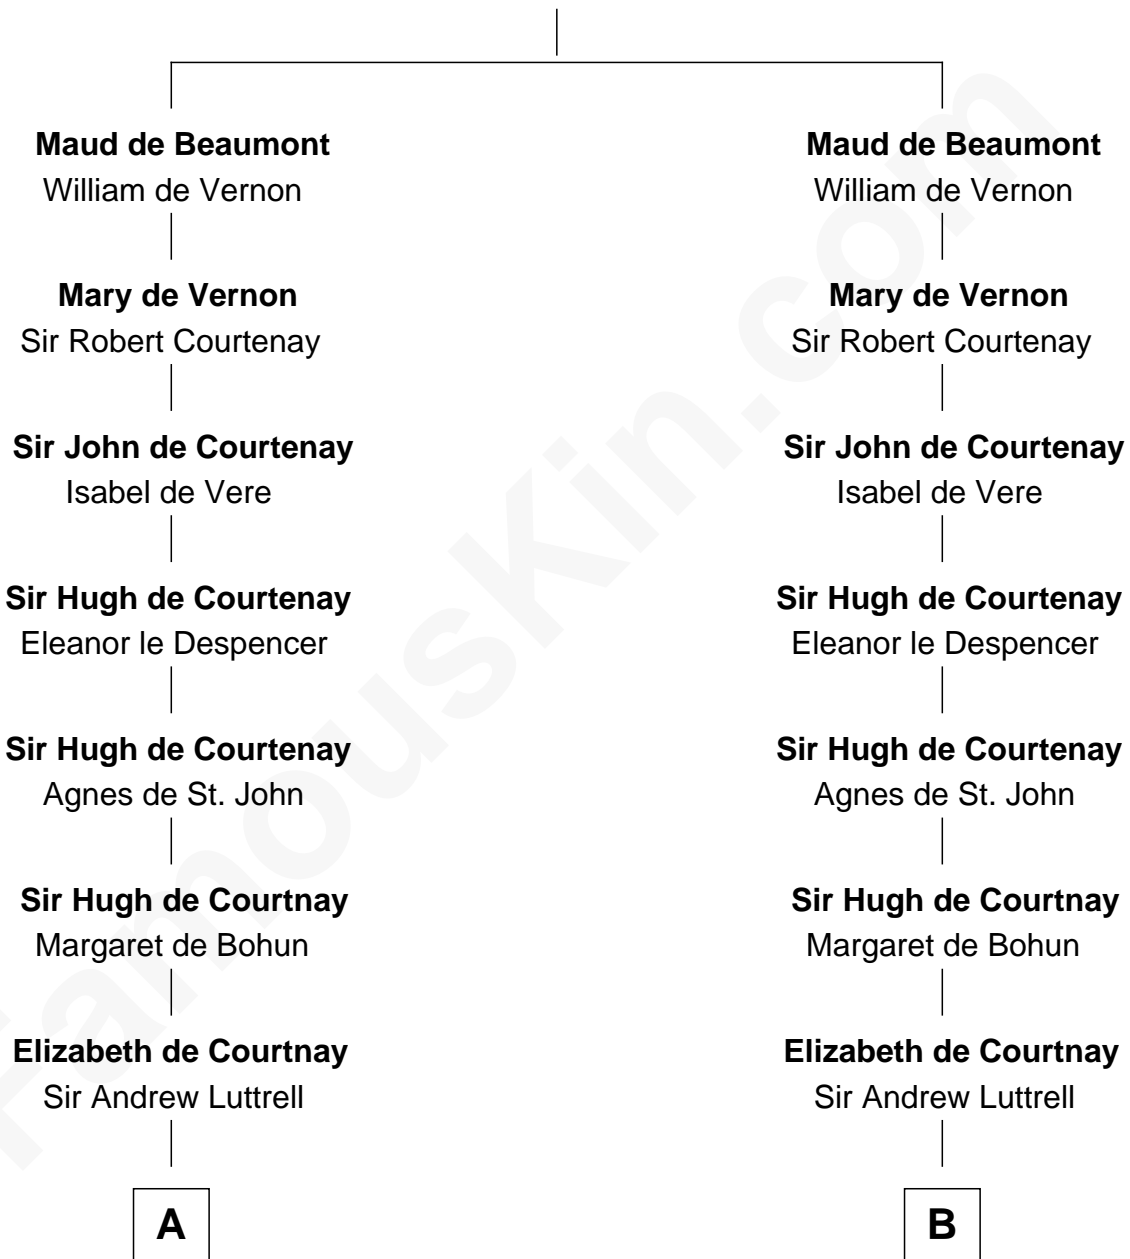 Maud de Beaumont
William de Vernon
Mary de Vernon
Sir Robert Courtenay
Sir John de Courtenay
Isabel de Vere
Sir Hugh de Courtenay
Eleanor le Despencer
Sir Hugh de Courtenay
Agnes de St. John
Sir Hugh de Courtnay
Margaret de Bohun
Elizabeth de Courtnay
Sir Andrew Luttrell
A
Maud de Beaumont
William de Vernon
Mary de Vernon
Sir Robert Courtenay
Sir John de Courtenay
Isabel de Vere
Sir Hugh de Courtenay
Eleanor le Despencer
Sir Hugh de Courtenay
Agnes de St. John
Sir Hugh de Courtnay
Margaret de Bohun
Elizabeth de Courtnay
Sir Andrew Luttrell
B
FamousKin.com